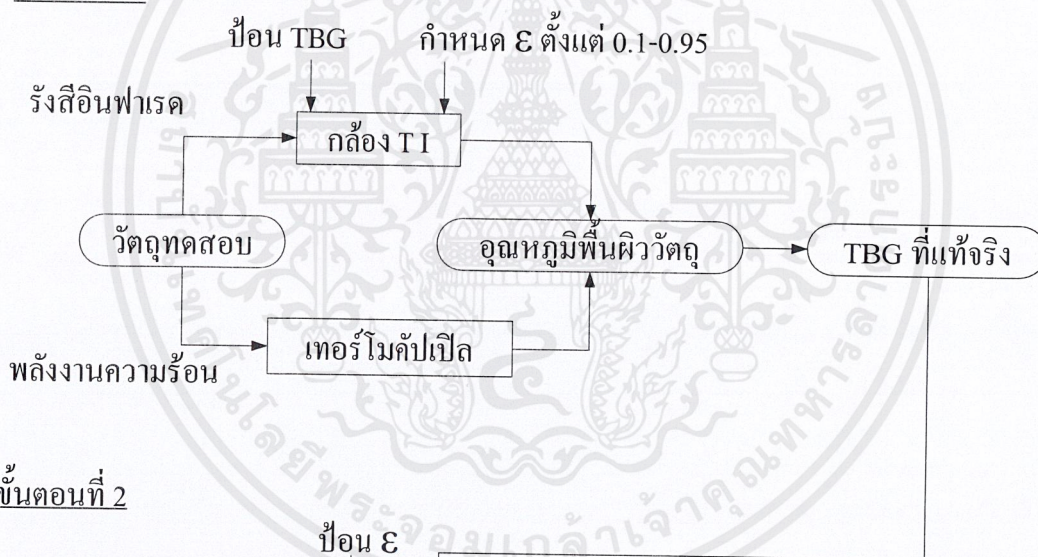 ป้อน TBG
กำหนด ε ตั้งแต่ 0.1-0.95
รังสีอินฟาเรด
กล้อง T I
วัตถุทดสอบ
อุณหภูมิพื้นผิววัตถุ
TBG ที่แท้จริง
เทอร์โมคัปเปิล
พลังงานความร้อน
ขั้นตอนที่ 2
ป้อน ε